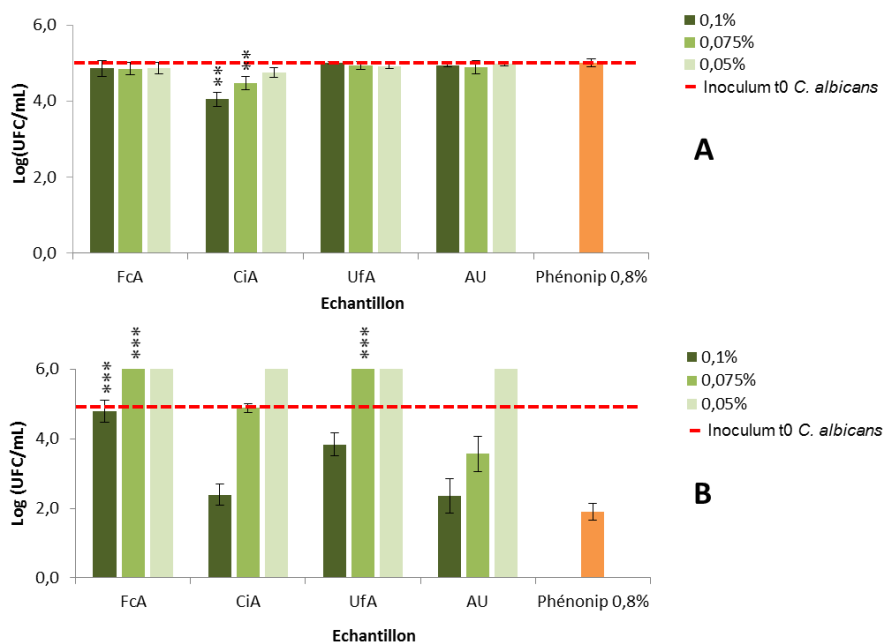 6,0
4,0
2,0
0,0
Log(UFC/mL)
**
**
FcA
CiA
UfA
AU
Phénonip 0,8%
Echantillon
0,1%
0,075%
0,05%
Inoculum t0 C. albicans
A
6,0
4,0
2,0
0,0
Log (UFC/mL)
***
***
***
FcA
CiA
UfA
AU
Phénonip 0,8%
Echantillon
0,1%
0,075%
0,05%
Inoculum t0 C. albicans
B